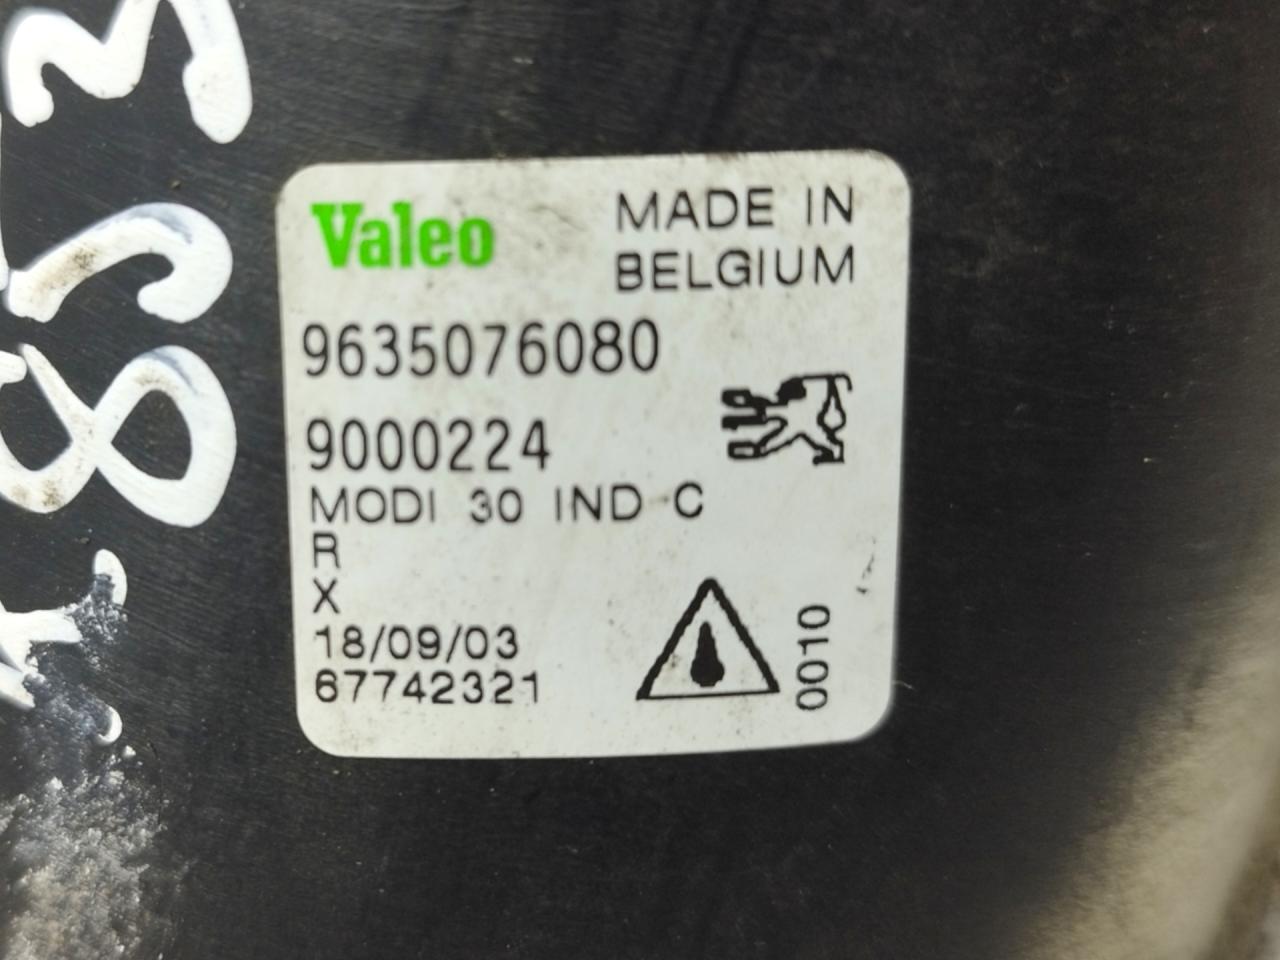 Valeo
MADE IN
BELGIUM
9635076080
9000224
MODI 30 IND C
R
X
18/09/03
67742321
0010